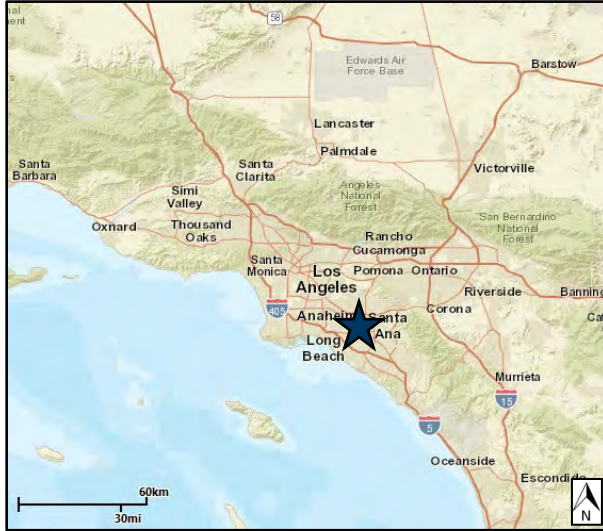 58
Edwards Air
Force Base
Barstow
Lancaster
Palmdale
Victorville
Santa
Barbara
Santa
Clarita
Angeles
National
Forest
Simi
Valley
San Bernardino
National
Forest
Oxnard
Thousand
Oaks
Rancho
Cucamonga
Santa
Monica
Los
Angeles
Pomona
Ontario
Riverside
Banning
Corona
405
Anaheim
Santa
Ana
Long
Beach
Murrieta
15
5
Oceanside
Escondido
60km
30mi
N